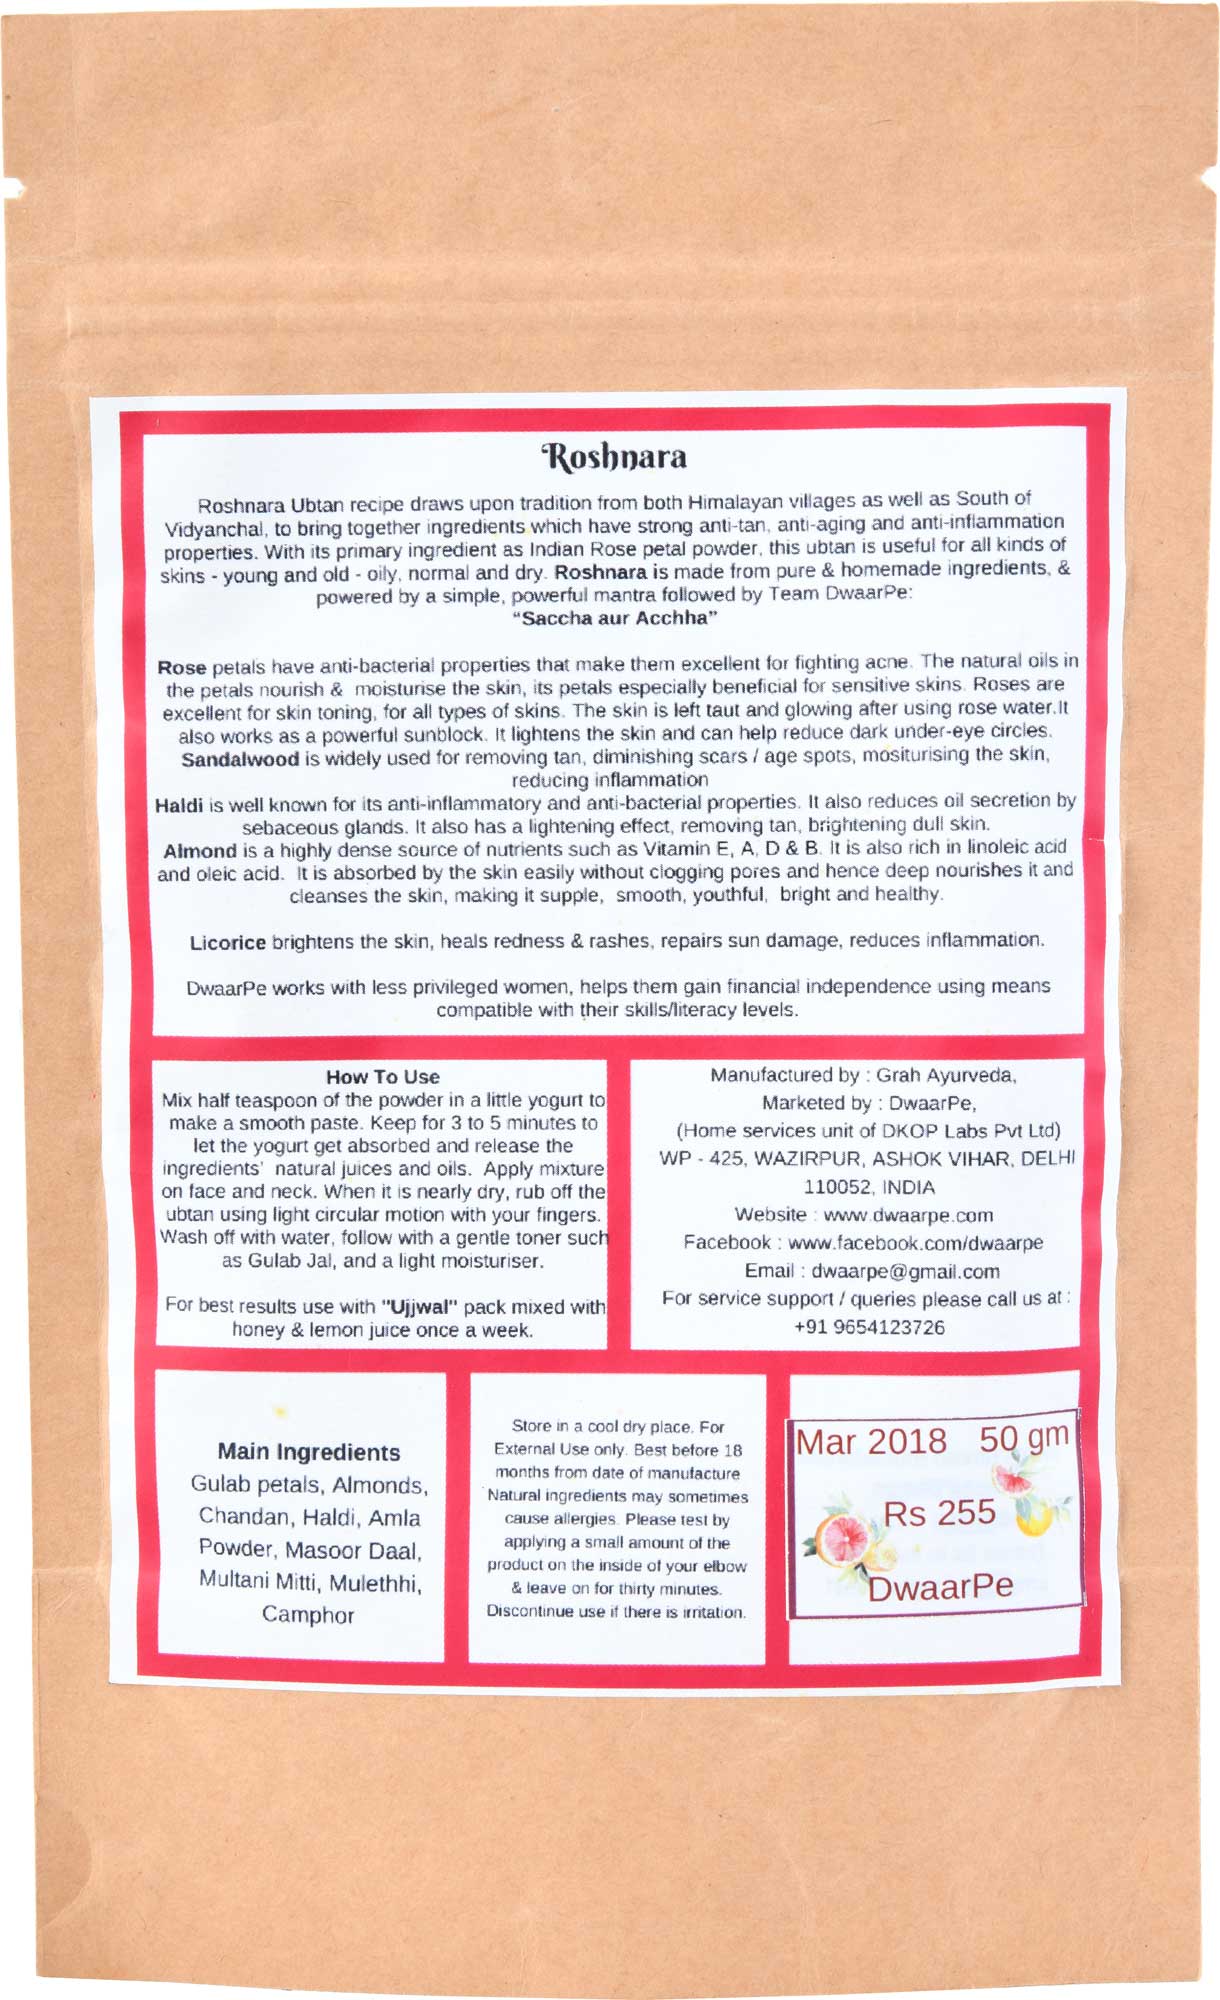 Roshnara
Roshnara Ubtan recipe draws upon tradition from both Himalayan villages as well as South of
Vidyanchal, to bring together ingredients which have strong anti-tan, anti-aging and anti-inflammation
properties. With its primary ingredient as Indian Rose petal powder, this ubtan is useful for all kinds of
skins - young and old - oily, normal and dry. Roshnara is made from pure & homemade ingredients, &
powered by a simple, powerful mantra followed by Team DwaarPe:
“Saccha aur Acchha”
Rose petals have anti-bacterial properties that make them excellent for fighting acne. The natural oils in
the petals nourish & moisturise the skin, its petals especially beneficial for sensitive skins. Roses are
excellent for skin toning, for all types of skins. The skin is left taut and glowing after using rose water.It
also works as a powerful sunblock. It lightens the skin and can help reduce dark under-eye circles.
Sandalwood is widely used for removing tan, diminishing scars / age spots, mositurising the skin,
reducing inflammation
Haldi is well known for its anti-inflammatory and anti-bacterial properties. It also reduces oil secretion by
sebaceous glands. It also has a lightening effect, removing tan, brightening dull skin.
Almond is a highly dense source of nutrients such as Vitamin E, A, D & B. It is also rich in linoleic acid
and oleic acid. It is absorbed by the skin easily without clogging pores and hence deep nourishes it and
cleanses the skin, making it supple, smooth, youthful, bright and healthy.
Licorice brightens the skin, heals redness & rashes, repairs sun damage, reduces inflammation.
DwaarPe works with less privileged women, helps them gain financial independence using means
compatible with their skills/literacy levels.
How To Use
Mix half teaspoon of the powder in a little yogurt to
make a smooth paste. Keep for 3 to 5 minutes to
let the yogurt get absorbed and release the
ingredients' natural juices and oils. Apply mixture
on face and neck. When it is nearly dry, rub off the
ubtan using light circular motion with your fingers.
Wash off with water, follow with a gentle toner such
as Gulab Jal, and a light moisturiser.
For best results use with "Ujjwal" pack mixed with
honey & lemon juice once a week.
Manufactured by : Grah Ayurveda,
Marketed by : DwaarPe,
(Home services unit of DKOP Labs Pvt Ltd)
WP - 425, WAZIRPUR, ASHOK VIHAR, DELHI
110052, INDIA
Website : www.dwaarpe.com
Facebook : www.facebook.com/dwaarpe
Email : dwaarpe@gmail.com
For service support / queries please call us at :
+91 9654123726
Main Ingredients
Gulab petals, Almonds,
Chandan, Haldi, Amla
Powder, Masoor Daal,
Multani Mitti, Mulethhi,
Camphor
Store in a cool dry place. For
External Use only. Best before 18
months from date of manufacture
Natural ingredients may sometimes
cause allergies. Please test by
applying a small amount of the
product on the inside of your elbow
& leave on for thirty minutes.
Discontinue use if there is irritation.
Mar 2018 50 gm
Rs 255
DwaarPe